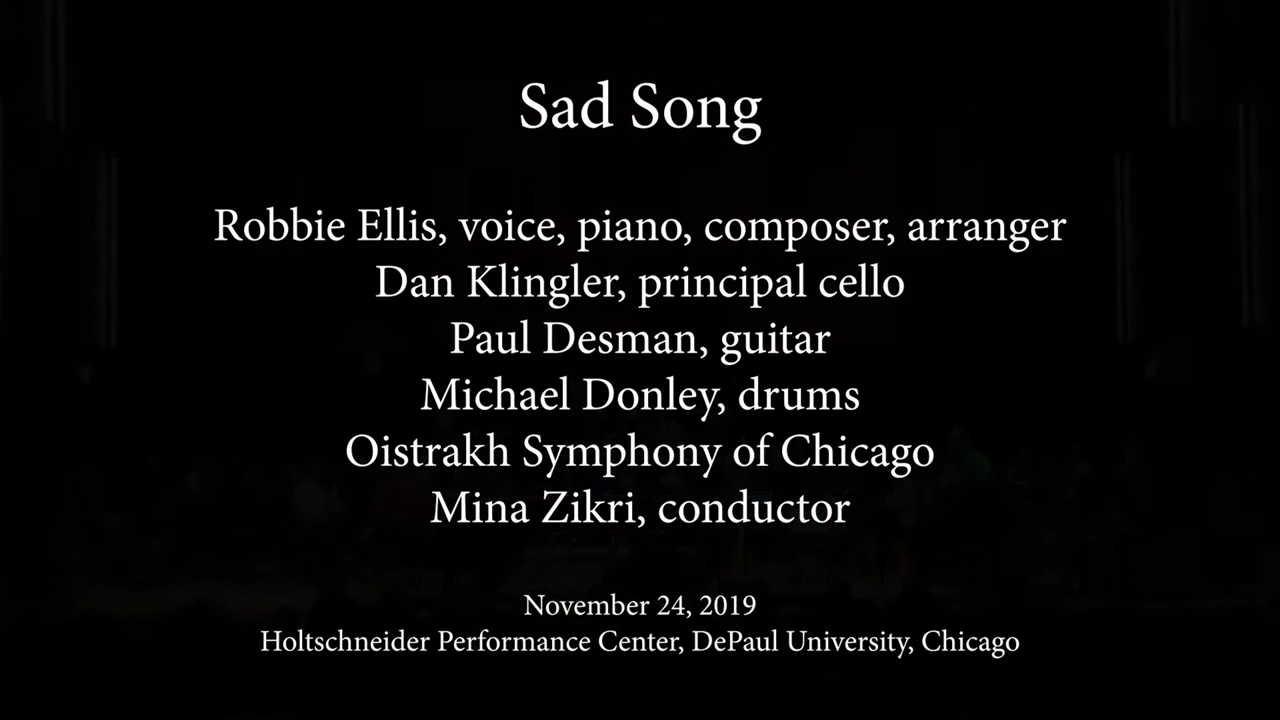 Sad Song
Robbie Ellis, voice, piano, composer, arranger
Dan Klingler, principal cello
Paul Desman, guitar
Michael Donley, drums
Oistrakh Symphony of Chicago
Mina Zikri, conductor
November 24, 2019
Holtschneider Performance Center, DePaul University, Chicago